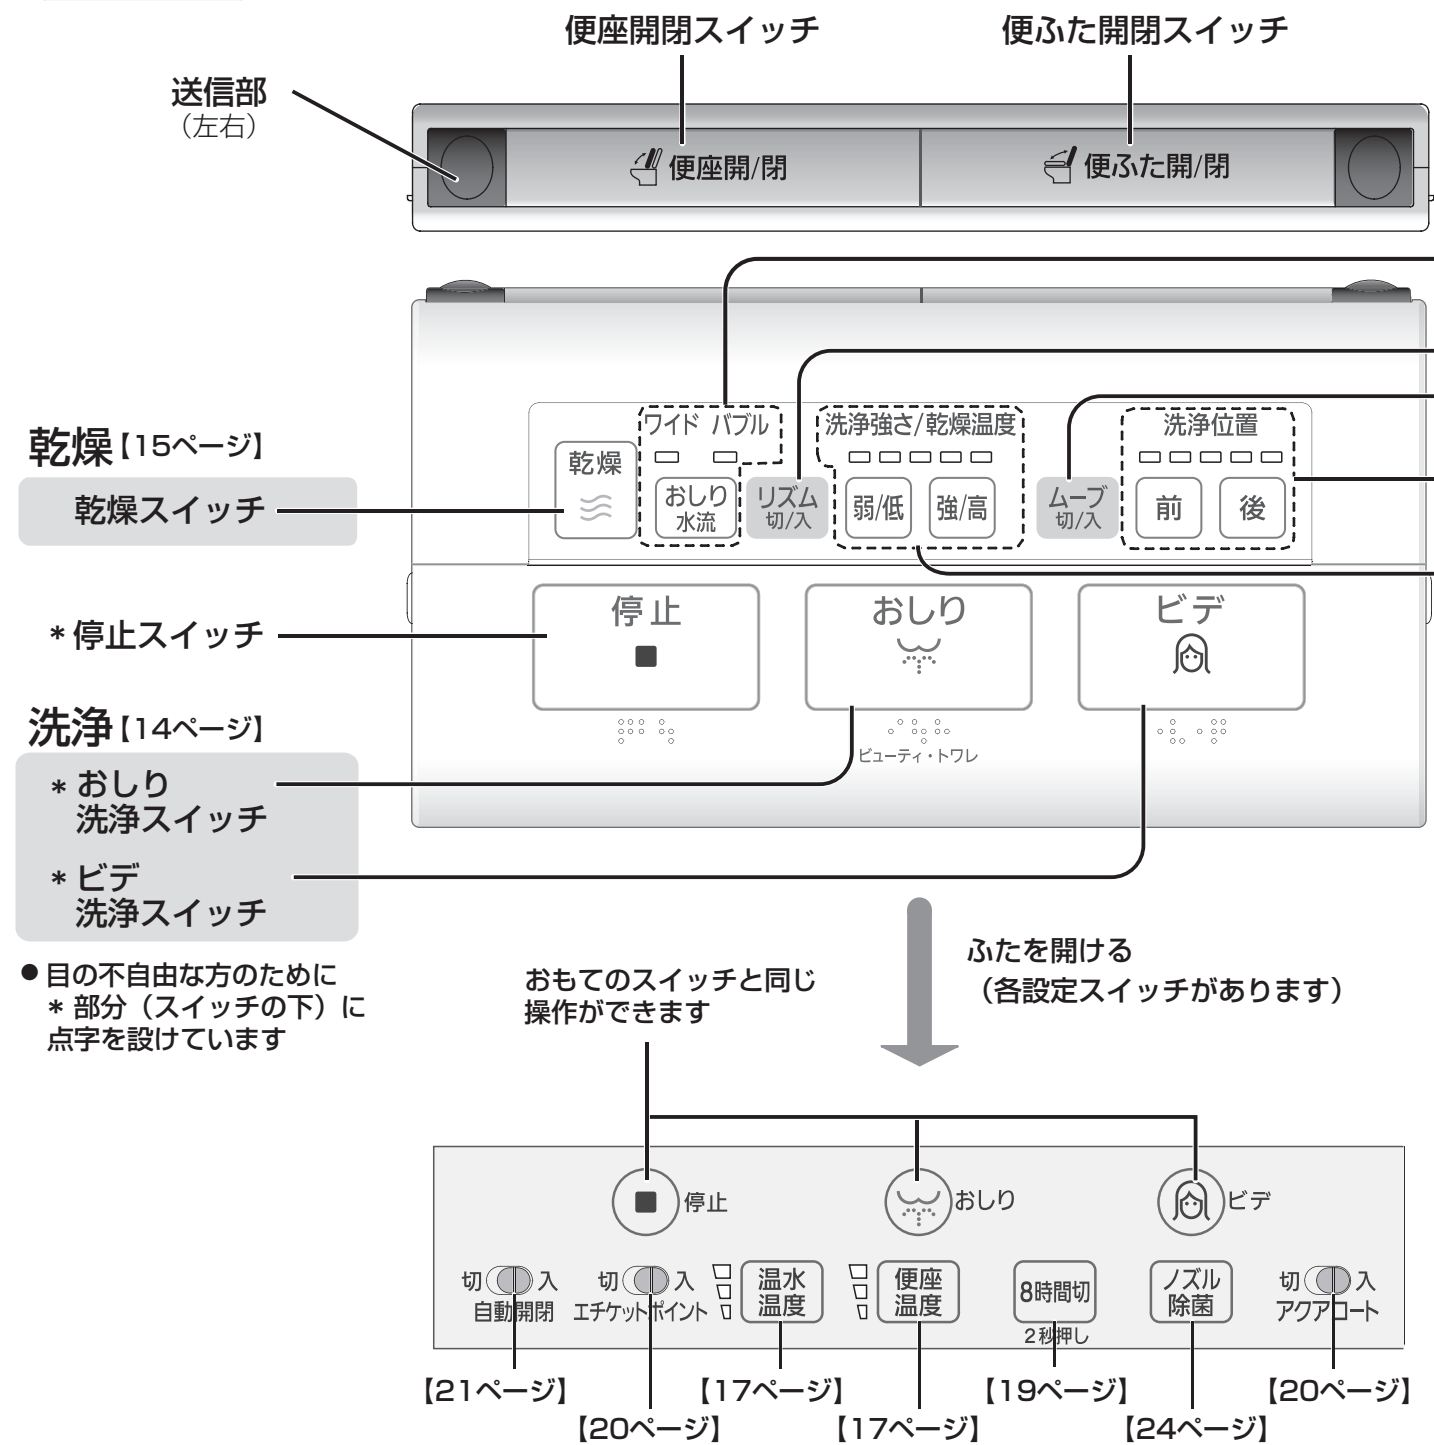 便座開閉スイッチ
便ふた開閉スイッチ
送信部
（左右）
便座開/閉
便ふた開/閉
乾燥【15ページ】
乾燥スイッチ
ワイド バブル
洗浄強さ/乾燥温度
洗浄位置
乾燥
おしり
水流
リズム
切/入
弱/低
強/高
ムーブ
切/入
前
後
＊停止スイッチ
停止
おしり
ビデ
ビューティ・トワレ
洗浄【14ページ】
＊おしり
洗浄スイッチ
＊ビデ
洗浄スイッチ
●目の不自由な方のために
＊部分（スイッチの下）に
点字を設けています
おもてのスイッチと同じ
操作ができます
ふたを開ける
（各設定スイッチがあります）
停止
おしり
ビデ
切 入
自動開閉
切 入
エチケットポイント
温水
温度
便座
温度
8時間切
2秒押し
ノズル
除菌
切 入
アクアコート
【21ページ】
【20ページ】
【17ページ】
【17ページ】
【19ページ】
【24ページ】
【20ページ】